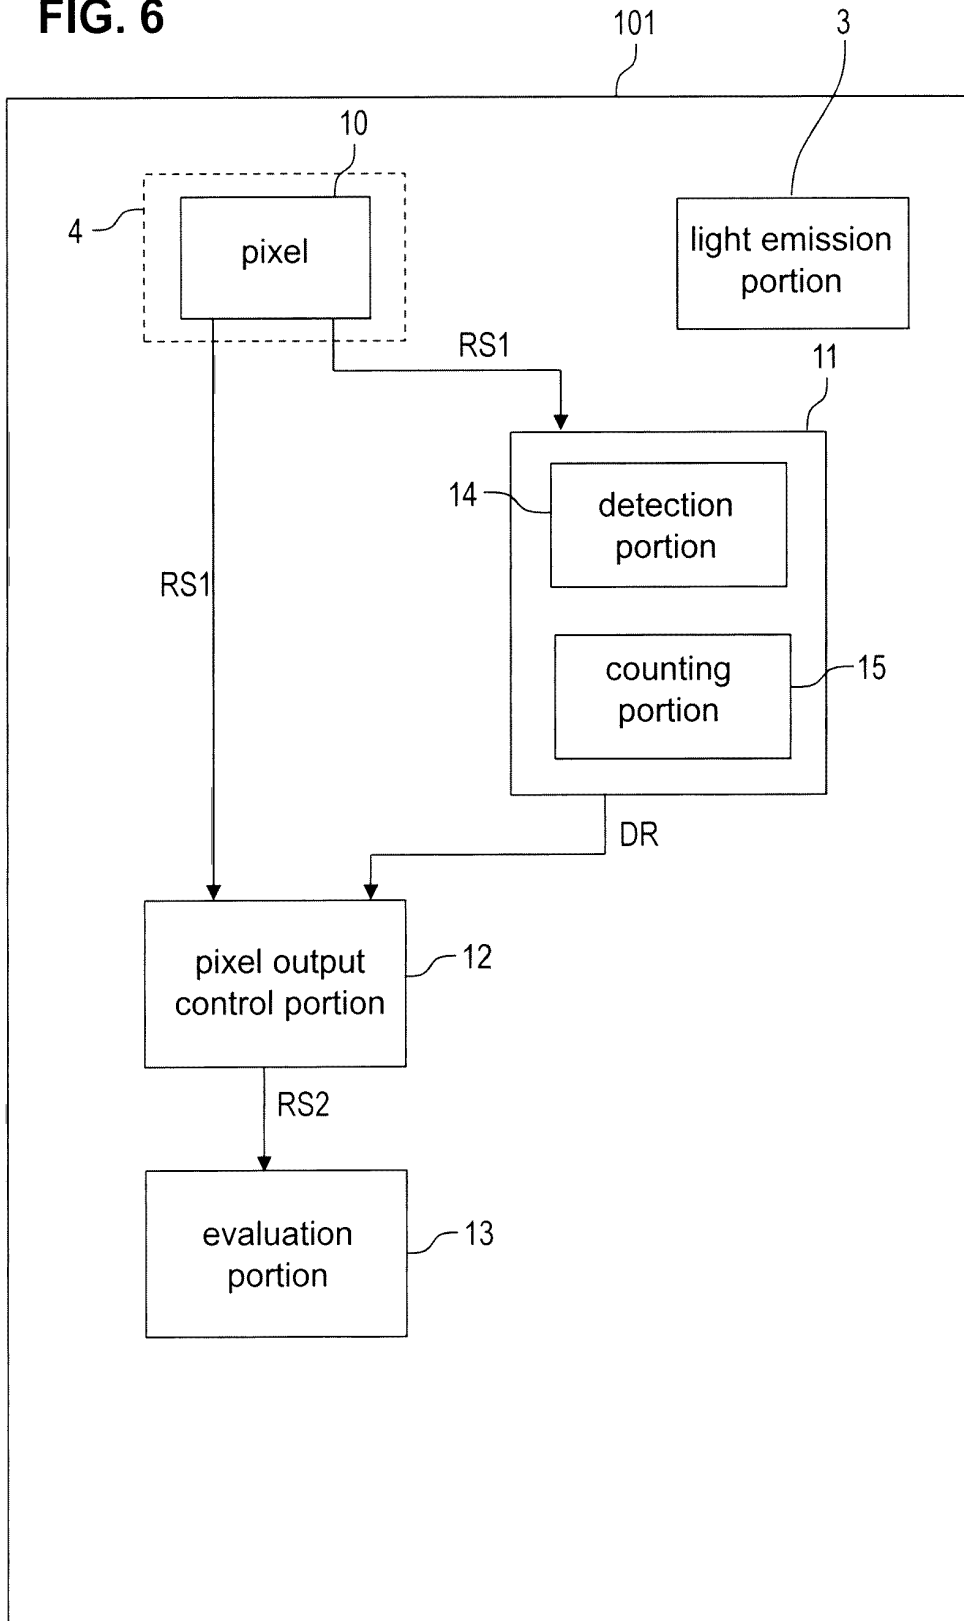 FIG. 6
101
3
10
4
pixel
light emission
portion
RS1
11
14
detection
portion
RS1
counting
portion
15
DR
pixel output
control portion
12
RS2
evaluation
portion
13